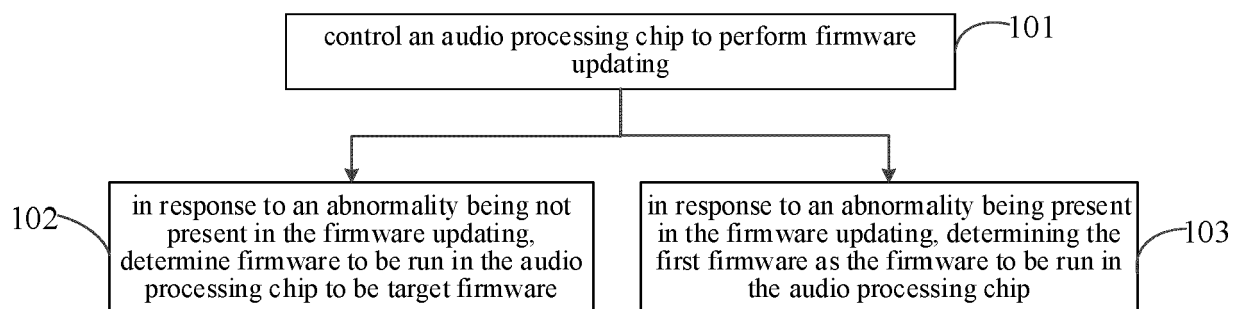 control an audio processing chip to perform firmware
updating
101
102
in response to an abnormality being not
present in the firmware updating,
determine firmware to be run in the audio
processing chip to be target firmware
in response to an abnormality being present
in the firmware updating, determining the
first firmware as the firmware to be run in
the audio processing chip
103